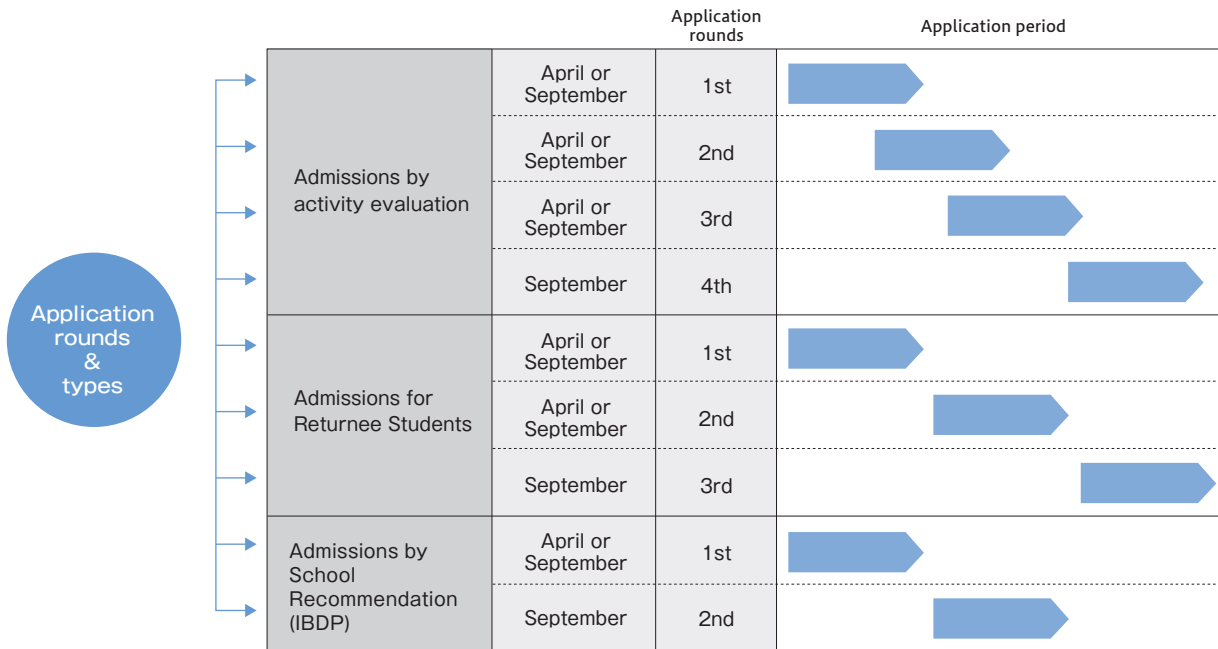 Application
rounds
Application period
Application
rounds
&
types
Admissions by
activity evaluation
April or
September
1st
April or
September
2nd
April or
September
3rd
September
4th
Admissions for
Returnee Students
April or
September
1st
April or
September
2nd
September
3rd
Admissions by
School
Recommendation
(IBDP)
April or
September
1st
September
2nd